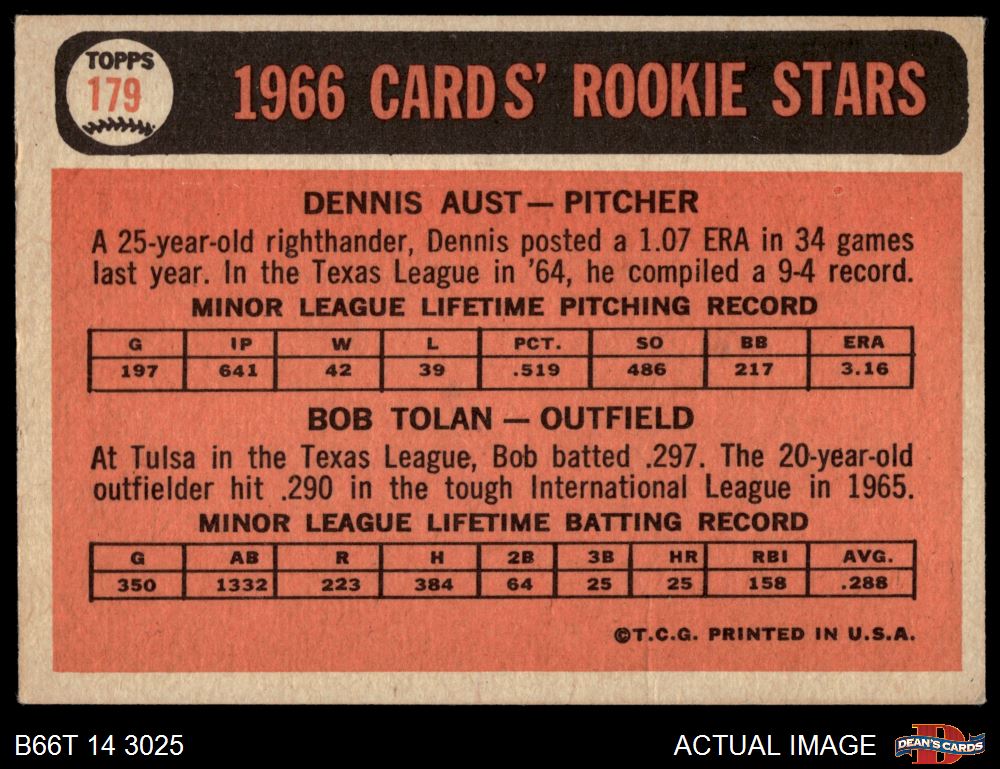 TOPPS
179
1966 CARDS' ROOKIE STARS
DENNIS AUST — PITCHER
A 25-year-old righthander, Dennis posted a 1.07 ERA in 34 games
last year. In the Texas League in '64, he compiled a 9-4 record.
MINOR LEAGUE LIFETIME PITCHING RECORD
G IP W L PCT. SO BB ERA
197 641 42 39 .519 486 217 3.16
BOB TOLAN — OUTFIELD
At Tulsa in the Texas League, Bob batted .297. The 20-year-old
outfielder hit .290 in the tough International League in 1965.
MINOR LEAGUE LIFETIME BATTING RECORD
G AB R H 2B 3B HR RBI AVG.
350 1332 223 384 64 25 25 158 .288
©T.C.G. PRINTED IN U.S.A.
B66T 14 3025
ACTUAL IMAGE
D
DEAN'S CARDS